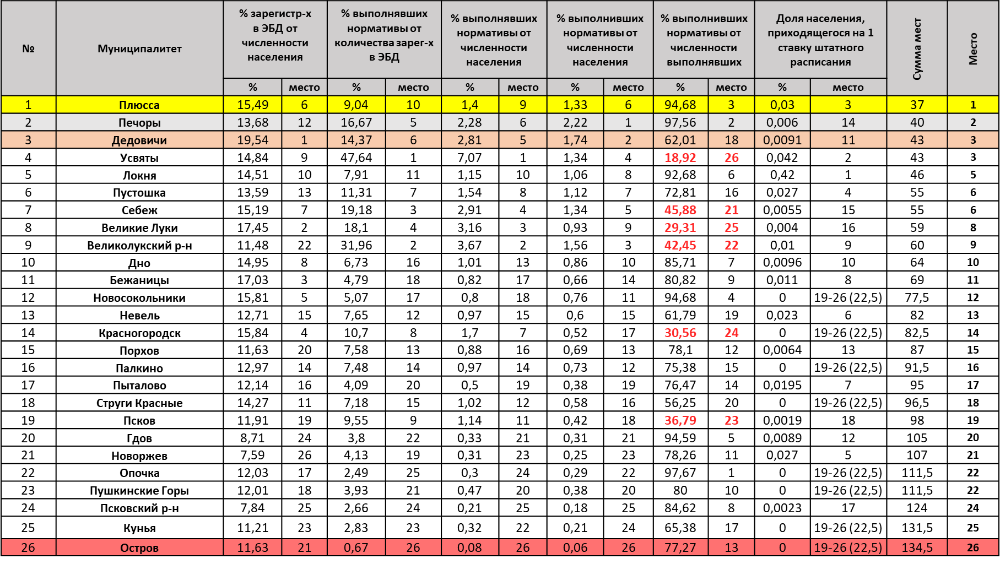 № Муниципалитет % зарегистр-х в ЭБД от численности населения % выполнявших нормативы от количества зарег-х в ЭБД % выполнявших нормативы от численности населения % выполнивших нормативы от численности населения % выполнивших нормативы от численности выполнявших Доля населения, приходящегося на 1 ставку штатного расписания Сумма мест Место
% место % место % место % место % место % место
1 Плюсса 15,49 6 9,04 10 1,4 9 1,33 6 94,68 3 0,03 3 37 1
2 Печоры 13,68 12 16,67 5 2,28 6 2,22 1 97,56 2 0,006 14 40 2
3 Дедовичи 19,54 1 14,37 6 2,81 5 1,74 2 62,01 18 0,0091 11 43 3
4 Усвяты 14,84 9 47,64 1 7,07 1 1,34 4 18,92 26 0,042 2 43 3
5 Локня 14,51 10 7,91 11 1,15 10 1,06 8 92,68 6 0,42 1 46 5
6 Пустошка 13,59 13 11,31 7 1,54 8 1,12 7 72,81 16 0,027 4 55 6
7 Себеж 15,19 7 19,18 3 2,91 4 1,34 5 45,88 21 0,0055 15 55 6
8 Великие Луки 17,45 2 18,1 4 3,16 3 0,93 9 29,31 25 0,004 16 59 8
9 Великолукский р-н 11,48 22 31,96 2 3,67 2 1,56 3 42,45 22 0,01 9 60 9
10 Дно 14,95 8 6,73 16 1,01 13 0,86 10 85,71 7 0,0096 10 64 10
11 Бежаницы 17,03 3 4,79 18 0,82 17 0,66 14 80,82 9 0,011 8 69 11
12 Новосокольники 15,81 5 5,07 17 0,8 18 0,76 11 94,68 4 0 19-26 (22,5) 77,5 12
13 Невель 12,71 15 7,65 12 0,97 15 0,6 15 61,79 19 0,023 6 82 13
14 Красногородск 15,84 4 10,7 8 1,7 7 0,52 17 30,56 24 0 19-26 (22,5) 82,5 14
15 Порхов 11,63 20 7,58 13 0,88 16 0,69 13 78,1 12 0,0064 13 87 15
16 Палкино 12,97 14 7,48 14 0,97 14 0,73 12 75,38 15 0 19-26 (22,5) 91,5 16
17 Пыталово 12,14 16 4,09 20 0,5 19 0,38 19 76,47 14 0,0195 7 95 17
18 Струги Красные 14,27 11 7,18 15 1,02 12 0,58 16 56,25 20 0 19-26 (22,5) 96,5 18
19 Псков 11,91 19 9,55 9 1,14 11 0,42 18 36,79 23 0,0019 18 98 19
20 Гдов 8,71 24 3,8 22 0,33 21 0,31 21 94,59 5 0,0089 12 105 20
21 Новоржев 7,59 26 4,13 19 0,31 23 0,25 23 78,26 11 0,027 5 107 21
22 Опочка 12,03 17 2,49 25 0,3 24 0,29 22 97,67 1 0 19-26 (22,5) 111,5 22
23 Пушкинские Горы 12,01 18 3,93 21 0,47 20 0,38 20 80 10 0 19-26 (22,5) 111,5 22
24 Псковский р-н 7,84 25 2,66 24 0,21 25 0,18 25 84,62 8 0,0023 17 124 24
25 Кунья 11,21 23 2,83 23 0,32 22 0,21 24 65,38 17 0 19-26 (22,5) 131,5 25
26 Остров 11,63 21 0,67 26 0,08 26 0,06 26 77,27 13 0 19-26 (22,5) 134,5 26